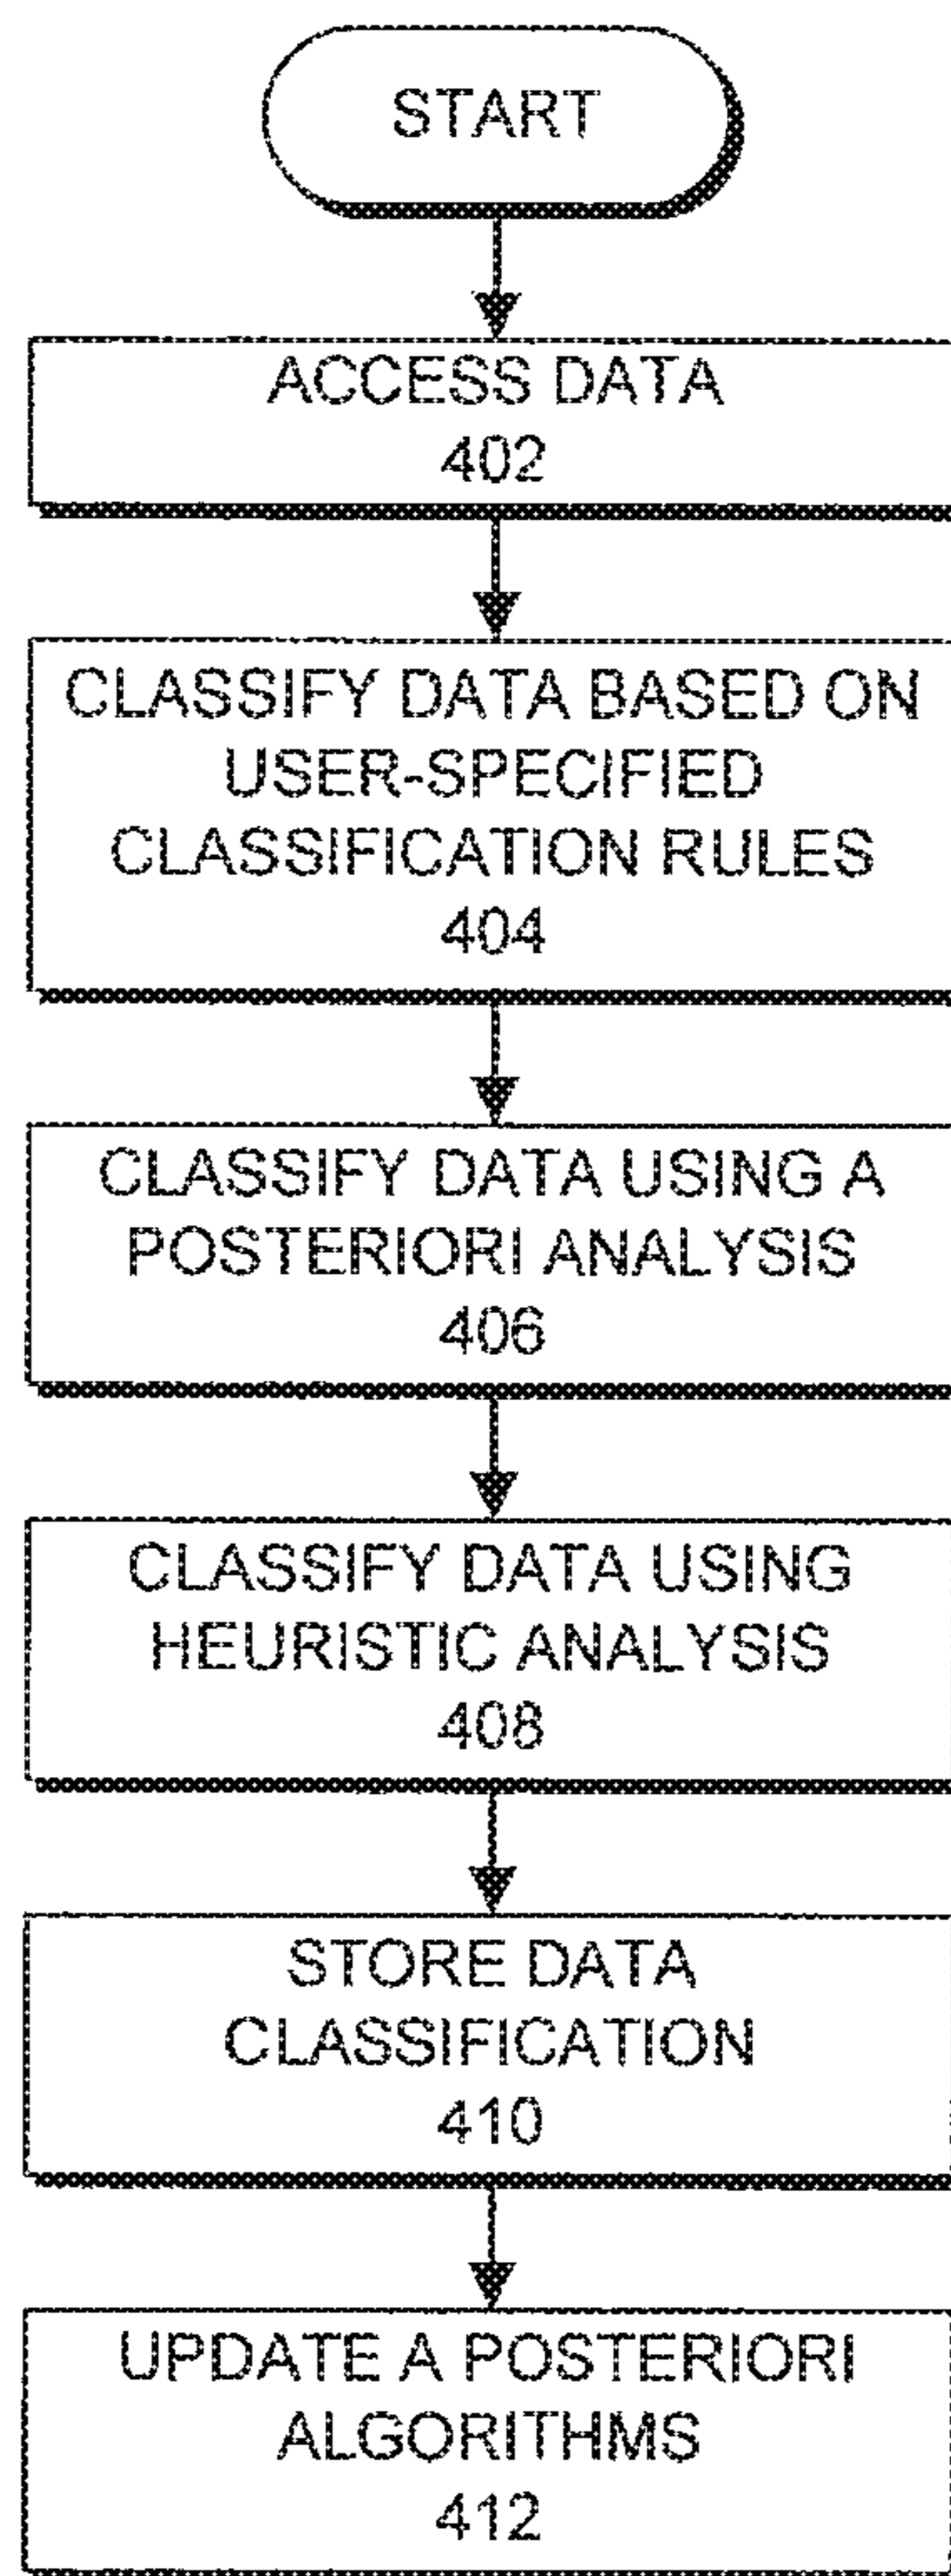 START
ACCESS DATA
402
CLASSIFY DATA BASED ON
USER-SPECIFIED
CLASSIFICATION RULES
404
CLASSIFY DATA USING A
POSTERIORI ANALYSIS
406
CLASSIFY DATA USING
HEURISTIC ANALYSIS
408
STORE DATA
CLASSIFICATION
410
UPDATE A POSTERIORI
ALGORITHMS
412